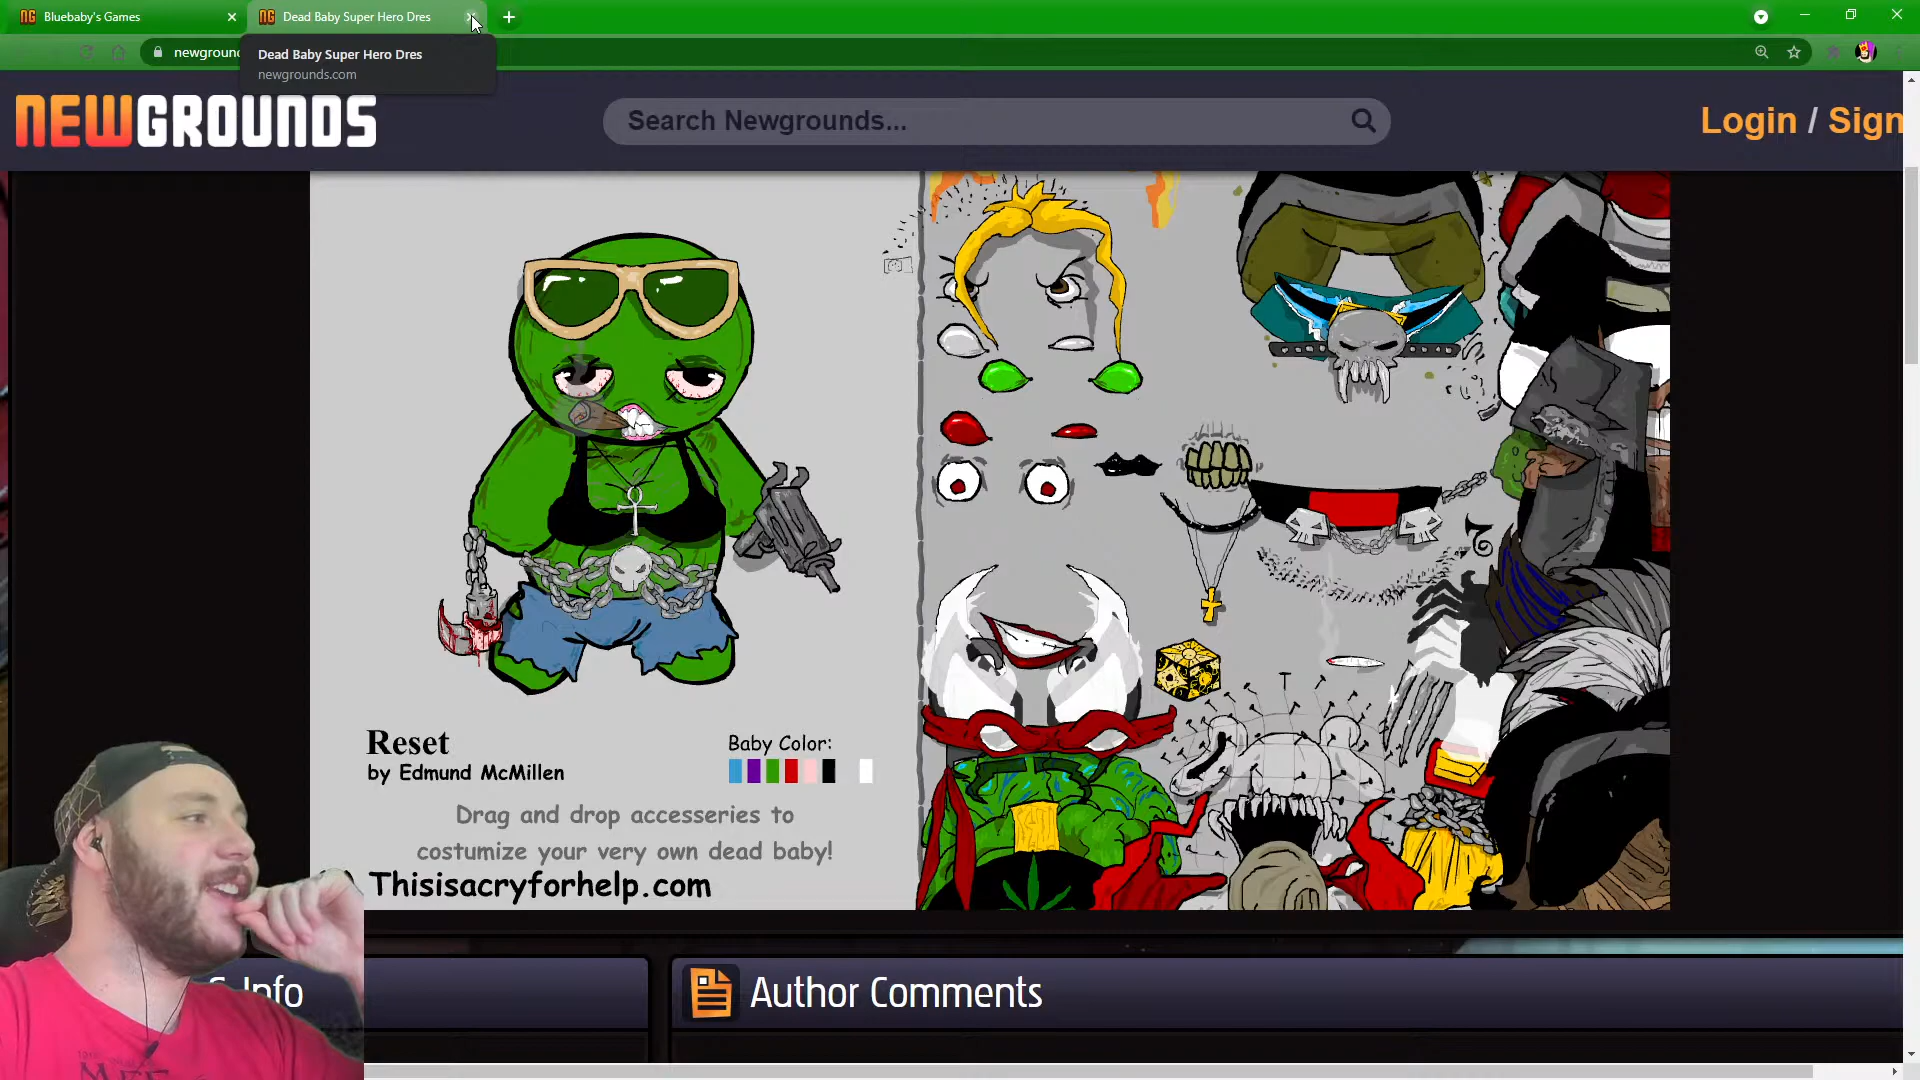 Bluebaby's Games
Dead Baby Super Hero Dres
newgroun
Dead Baby Super Hero Dres
newgrounds.com
NEWGROUNDS
Search Newgrounds...
Login / Sign
Reset
by Edmund McMillen
Baby Color:
Drag and drop accesseries to
costumize your very own dead baby!
Thisisacryforhelp.com
Info
Author Comments